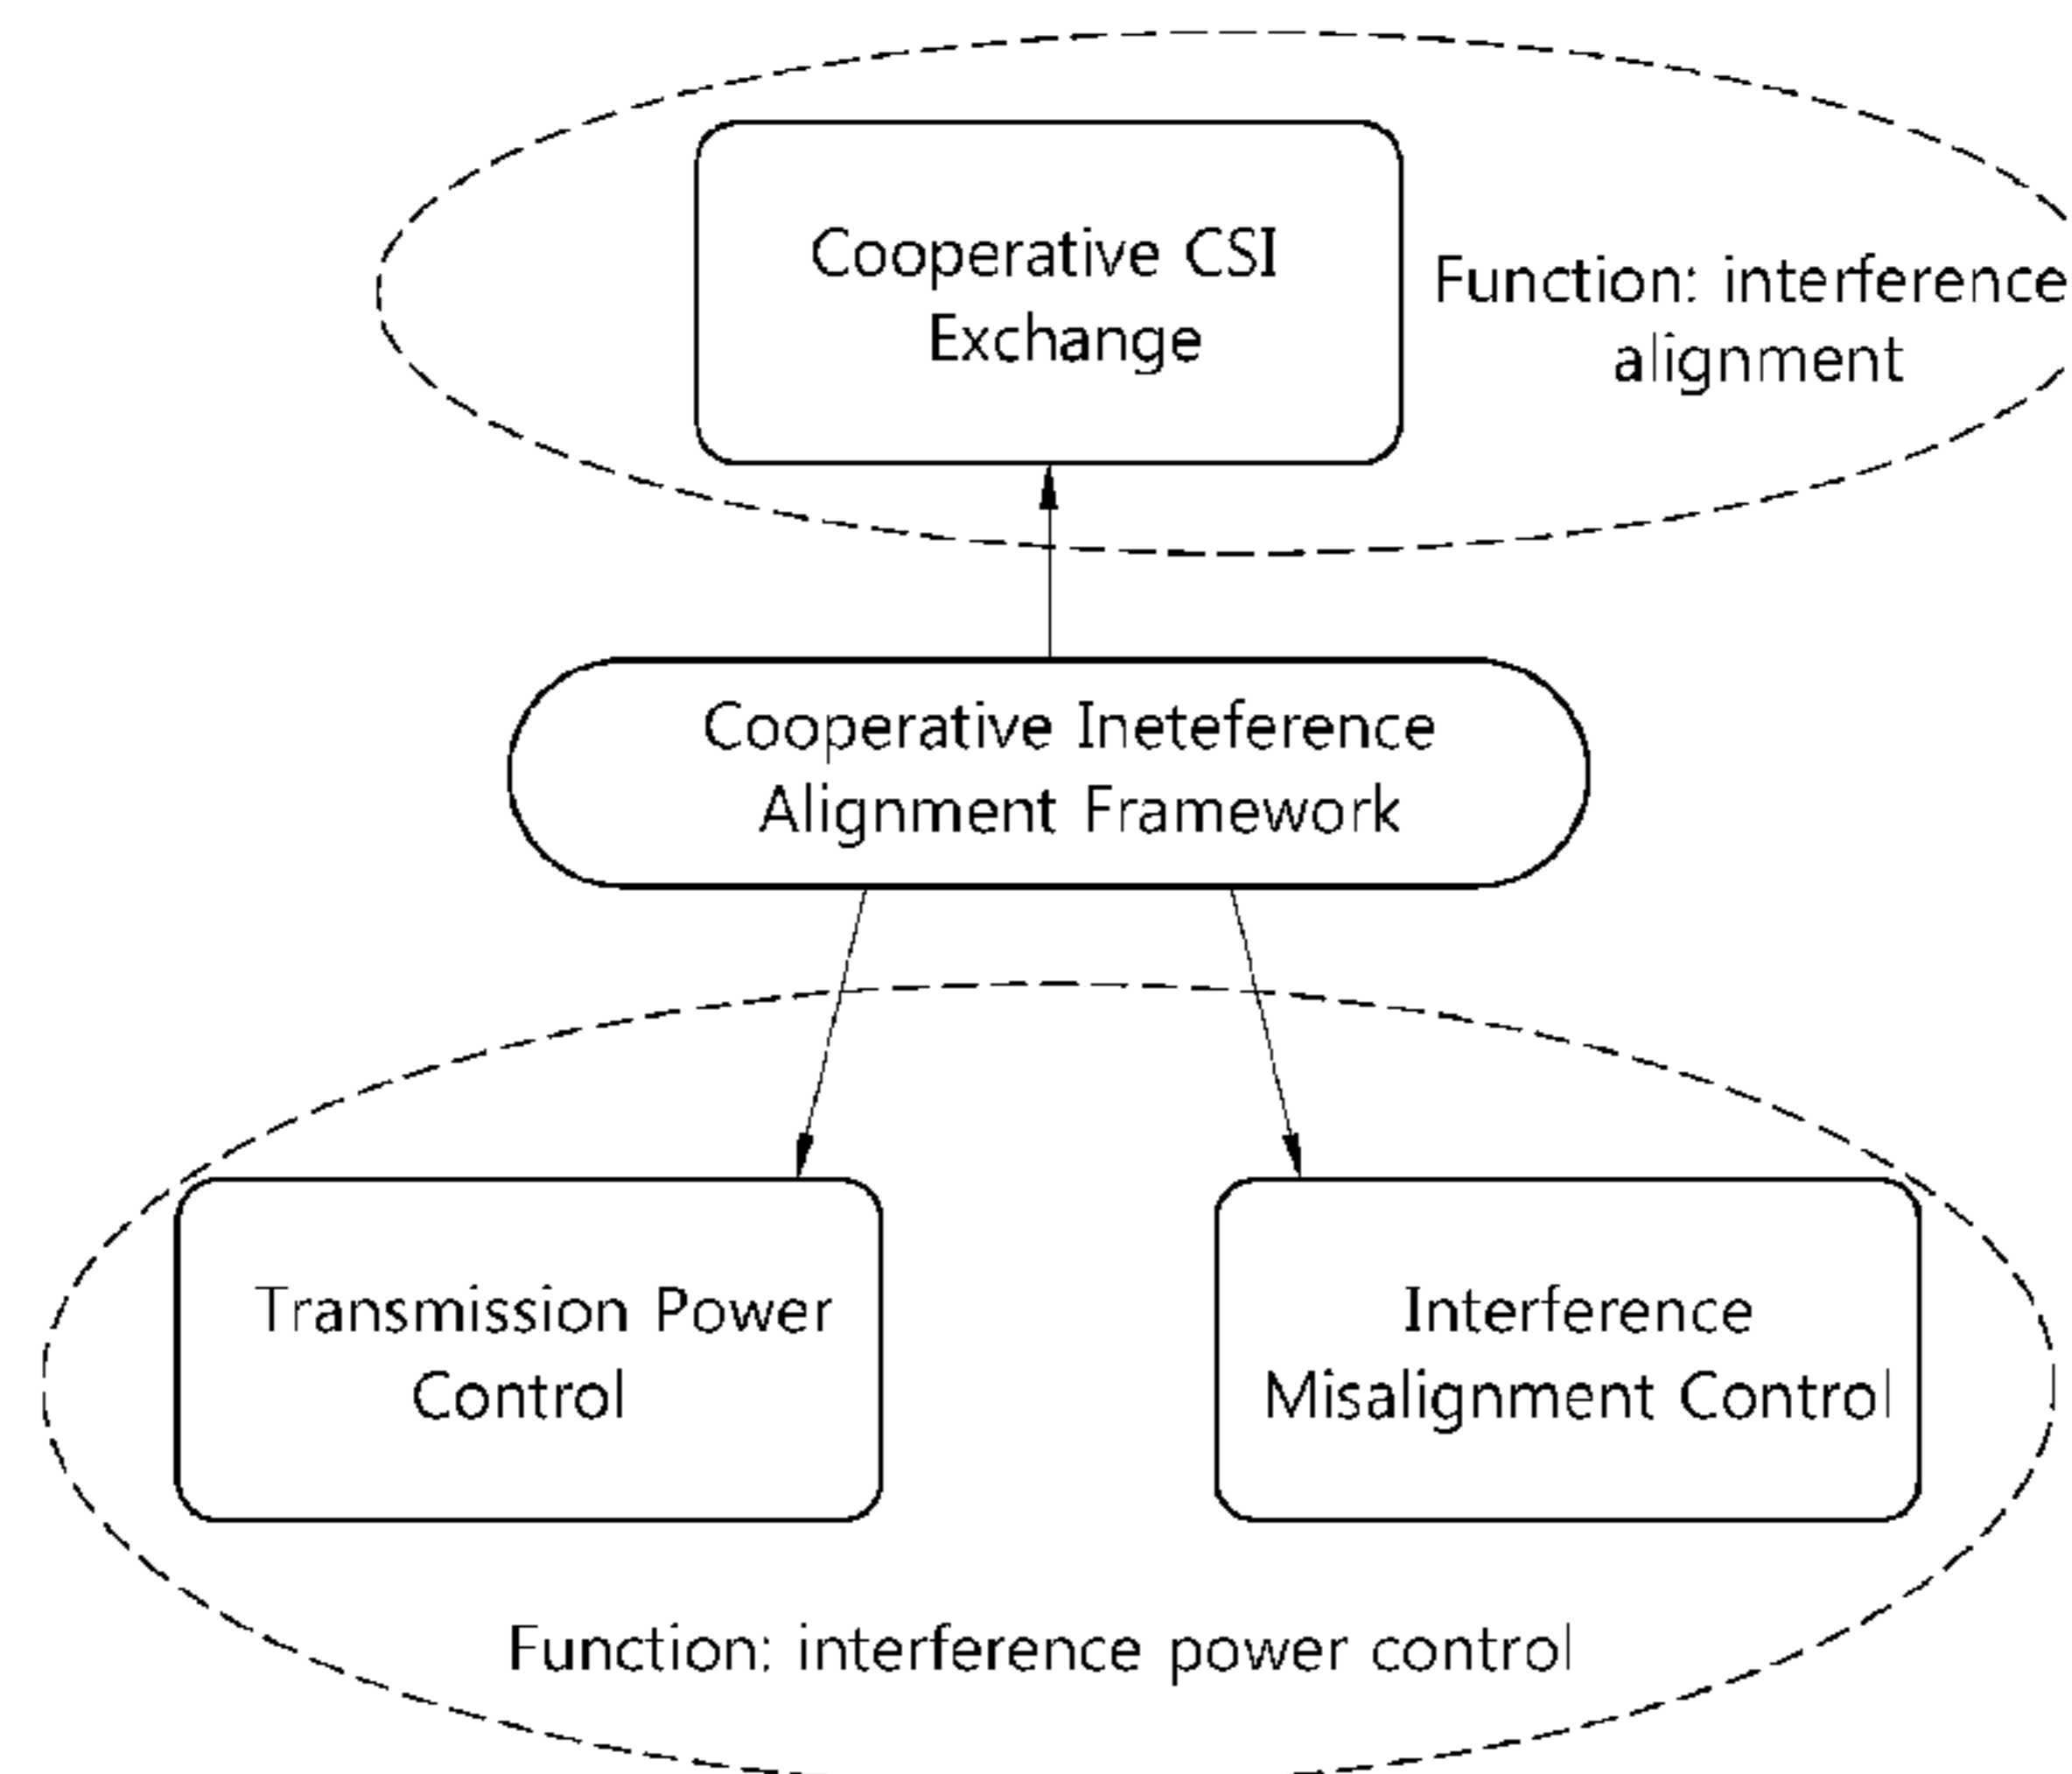 Cooperative CSI
Exchange
Function: interference
alignment
Cooperative Ineteference
Alignment Framework
Transmission Power
Control
Interference
Misalignment Control
Function: interference power control